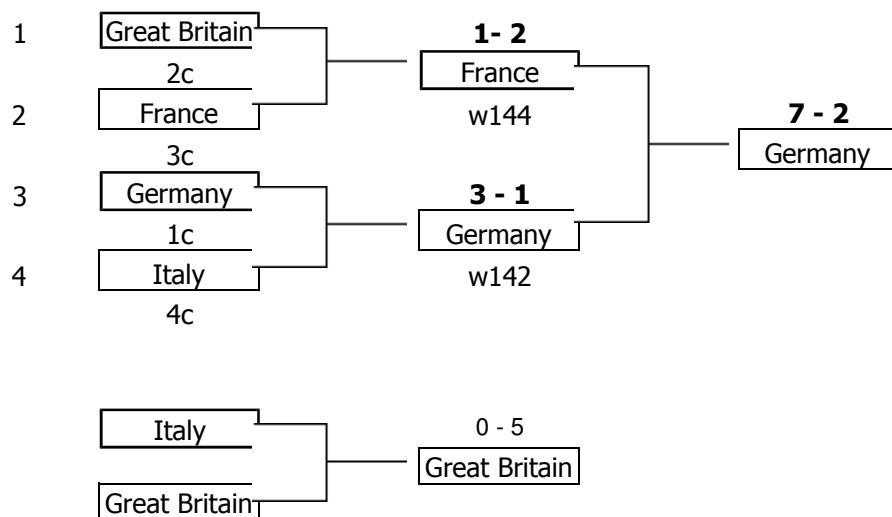 1 Great Britain 1- 2
2c France
2 France w144 7 - 2
3c Germany
3 Germany 3 - 1
1c Germany
4 Italy w142
4c
Italy 0 - 5
Great Britain
Great Britain